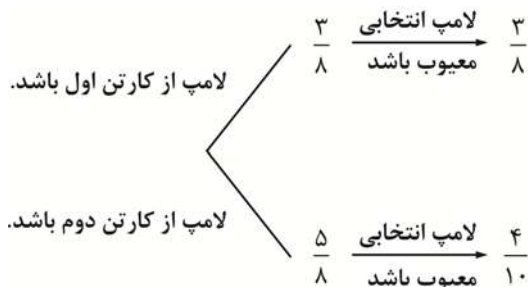 ۳/۸ لامپ انتخابی معیوب باشد ۳/۸
لامپ از کارتن اول باشد.
لامپ از کارتن دوم باشد.
۵/۸ لامپ انتخابی معیوب باشد ۴/۱۰